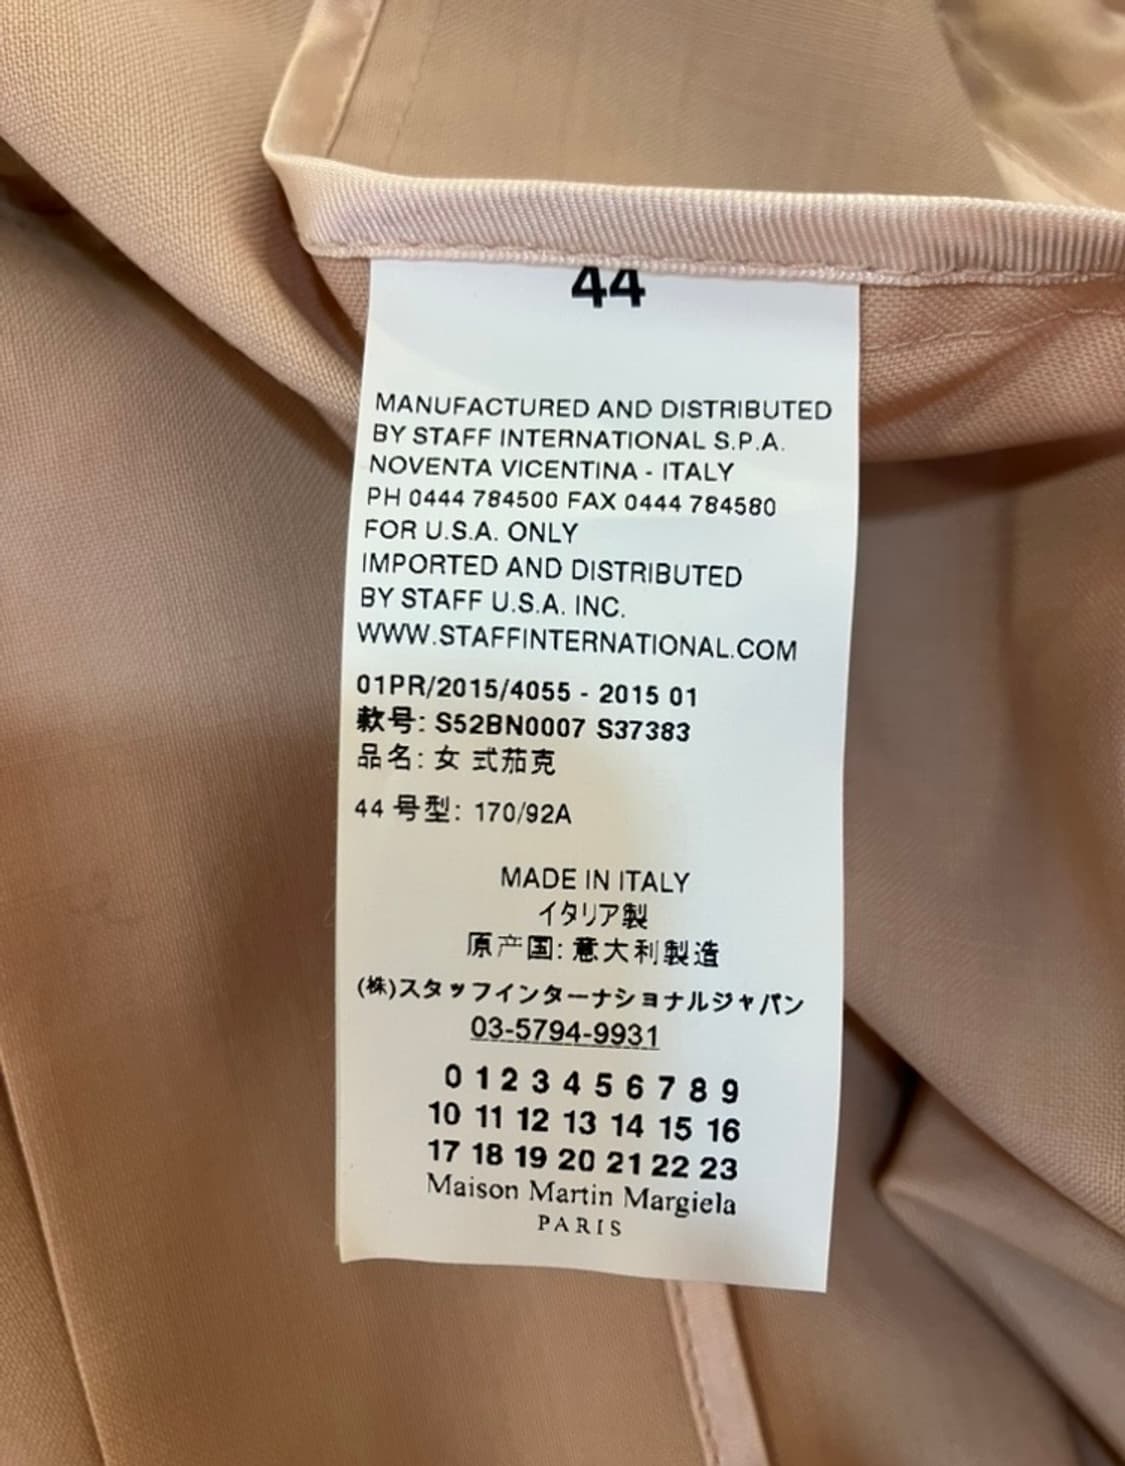 44
MANUFACTURED AND DISTRIBUTED
BY STAFF INTERNATIONAL S.P.A.
NOVENTA VICENTINA - ITALY
PH 0444 784500 FAX 0444 784580
FOR U.S.A. ONLY
IMPORTED AND DISTRIBUTED
BY STAFF U.S.A. INC.
WWW.STAFFINTERNATIONAL.COM
01PR/2015/4055 - 2015 01
款号: S52BN0007 S37383
品名: 女 式茄克
44 号型: 170/92A
MADE IN ITALY
イタリア製
原产国: 意大利製造
(株)スタッフインターナショナルジャパン
03-5794-9931
0 1 2 3 4 5 6 7 8 9
10 11 12 13 14 15 16
17 18 19 20 21 22 23
Maison Martin Margiela
PARIS